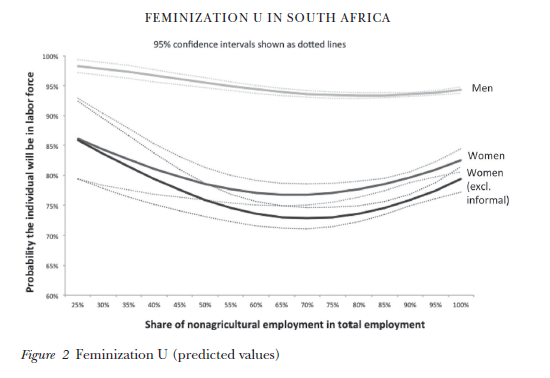 FEMINIZATION U IN SOUTH AFRICA
95% confidence intervals shown as dotted lines
Probability the individual will be in labor force
100%
95%
90%
85%
80%
75%
70%
65%
60%
Men
Women
Women
(excl.
informal)
25% 30% 35% 40% 45% 50% 55% 60% 65% 70% 75% 80% 85% 90% 95% 100%
Share of nonagricultural employment in total employment
Figure 2 Feminization U (predicted values)